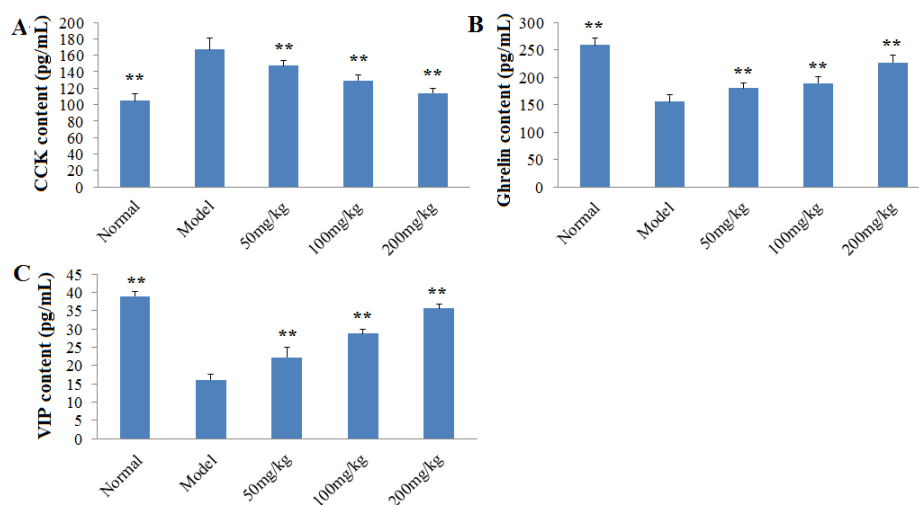 A
CCK content (pg/mL)
200
180
160
140
120
100
80
60
40
20
0
**
**
**
**
Normal
Model
50mg/kg
100mg/kg
200mg/kg
B
Ghrelin content (pg/mL)
300
250
200
150
100
50
0
**
**
**
**
Normal
Model
50mg/kg
100mg/kg
200mg/kg
C
VIP content (pg/mL)
45
40
35
30
25
20
15
10
5
0
**
**
**
**
Normal
Model
50mg/kg
100mg/kg
200mg/kg